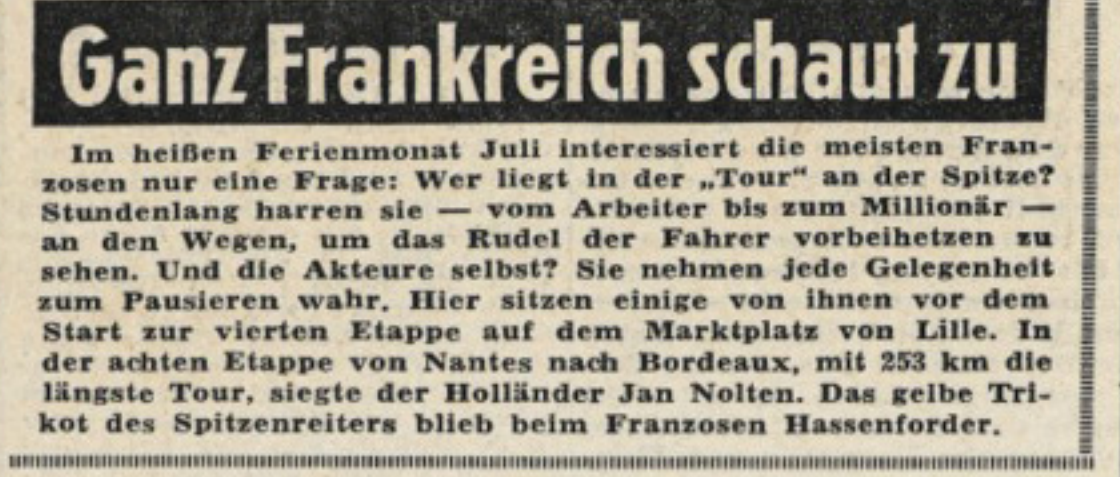 Ganz Frankreich schaut zu
Im heißen Ferienmonat Juli interessiert die meisten Fran-
zosen nur eine Frage: Wer liegt in der „Tour“ an der Spitze?
Stundenlang harren sie — vom Arbeiter bis zum Millionär —
an den Wegen, um das Rudel der Fahrer vorbeihetzen zu
sehen. Und die Akteure selbst? Sie nehmen jede Gelegenheit
zum Pausieren wahr. Hier sitzen einige von ihnen vor dem
Start zur vierten Etappe auf dem Marktplatz von Lille. In
der achten Etappe von Nantes nach Bordeaux, mit 253 km die
längste Tour, siegte der Holländer Jan Nolten. Das gelbe Tri-
kot des Spitzenreiters blieb beim Franzosen Hassenforder.